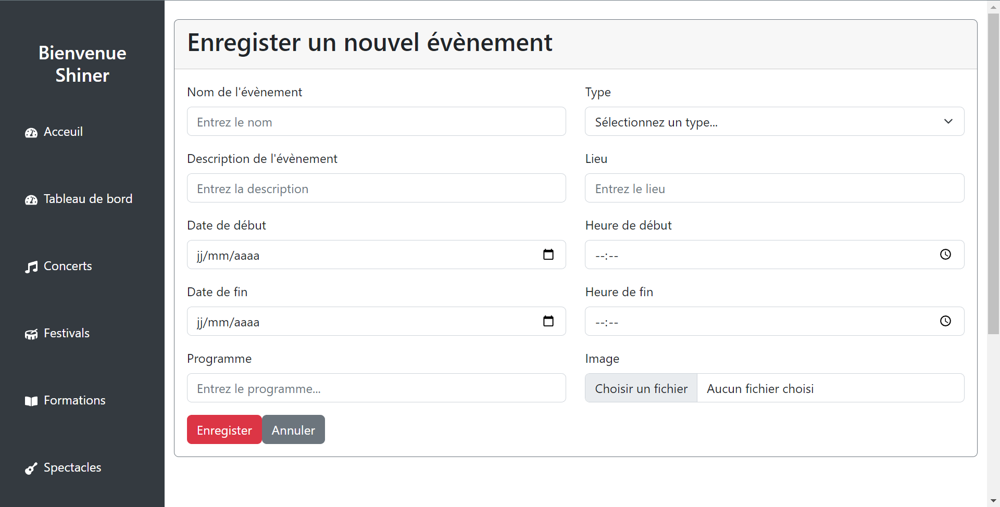 Bienvenue
Shiner
Acceuil
Tableau de bord
Concerts
Festivals
Formations
Spectacles
Enregister un nouvel évènement
Nom de l'évènement
Entrez le nom
Type
Sélectionnez un type...
Description de l'évènement
Entrez la description
Lieu
Entrez le lieu
Date de début
jj/mm/aaaa
Heure de début
--:--
Date de fin
jj/mm/aaaa
Heure de fin
--:--
Programme
Entrez le programme...
Image
Choisir un fichier Aucun fichier choisi
Enregister Annuler